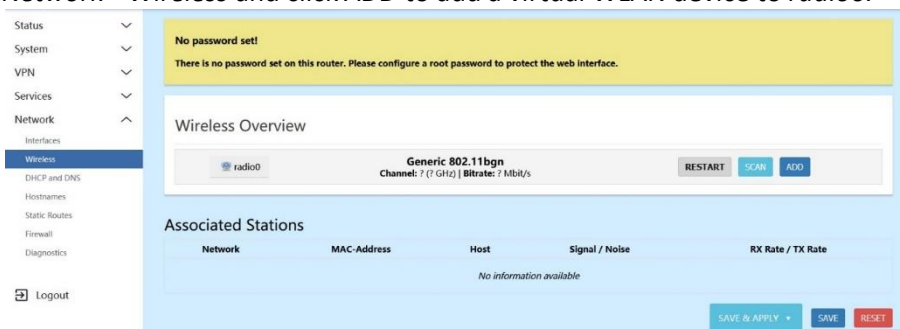 Network - Wireless and click ADD to add a virtual WLAN device to radio0.
Status
System
VPN
Services
Network
Interfaces
Wireless
DHCP and DNS
Hostnames
Static Routes
Firewall
Diagnostics
Logout
No password set!
There is no password set on this router. Please configure a root password to protect the web interface.
Wireless Overview
radio0 Generic 802.11bgn RESTART SCAN ADD
Channel: ? (? GHz) | Bitrate: ? Mbit/s
Associated Stations
Network MAC-Address Host Signal / Noise RX Rate / TX Rate
No information available
SAVE & APPLY SAVE RESET